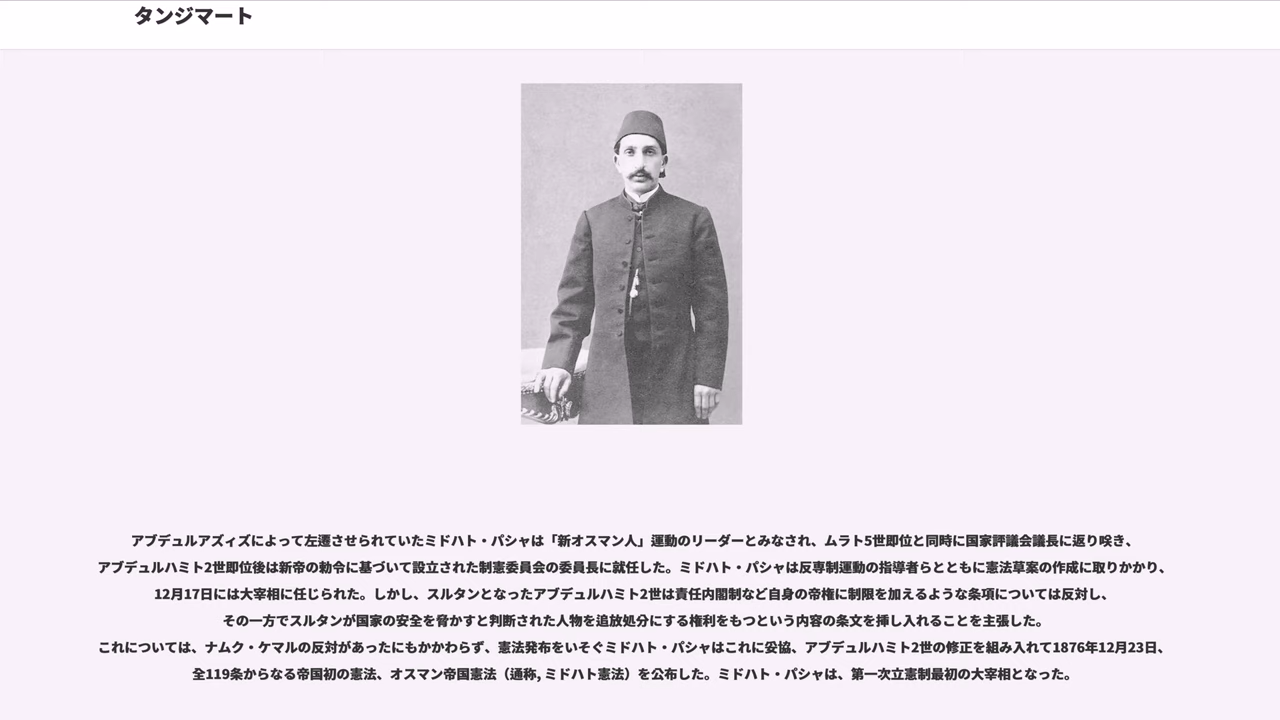 タンジマート
アブデュルアズィズによって左遷させられていたミドハト・パシャは「新オスマン人」運動のリーダーとみなされ、ムラト5世即位と同時に国家評議会議長に返り咲き、
アブデュルハミト2世即位後は新帝の勅令に基づいて設立された制憲委員会の委員長に就任した。ミドハト・パシャは反専制運動の指導者らとともに憲法草案の作成に取りかかり、
12月17日には大宰相に任じられた。しかし、スルタンとなったアブデュルハミト2世は責任内閣制など自身の帝権に制限を加えるような条項については反対し、
その一方でスルタンが国家の安全を脅かすと判断された人物を追放処分にする権利をもつという内容の条文を挿し入れることを主張した。
これについては、ナムク・ケマルの反対があったにもかかわらず、憲法発布をいそぐミドハト・パシャはこれに妥協、アブデュルハミト2世の修正を組み入れて1876年12月23日、
全119条からなる帝国初の憲法、オスマン帝国憲法（通称, ミドハト憲法）を公布した。ミドハト・パシャは、第一次立憲制最初の大宰相となった。